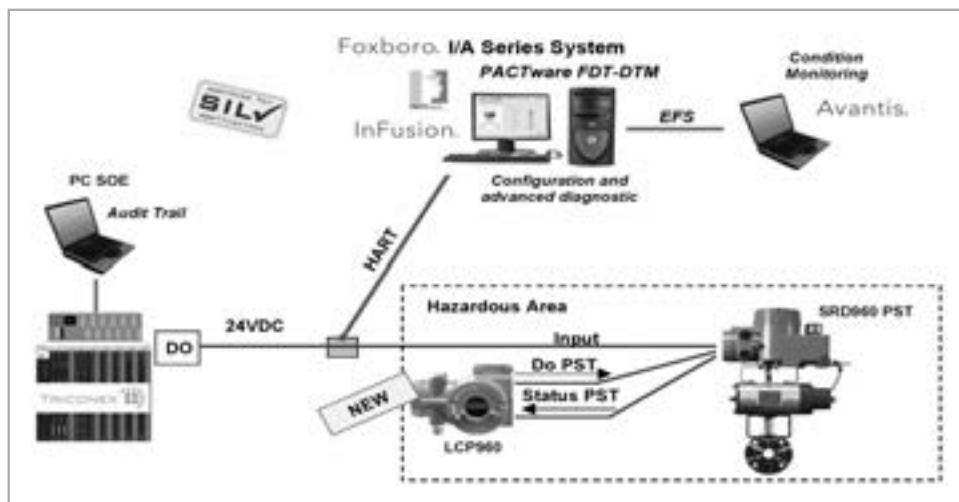 Foxboro. I/A Series System
PACTware FDT-DTM
InFusion.
Configuration and
advanced diagnostic
EFS
Condition
Monitoring
Avantis.
SIL
PC SOE
Audit Trail
HART
24VDC
DO
TRICONEX
Hazardous Area
Input
SRD960 PST
Do PST
Status PST
NEW
LCP960